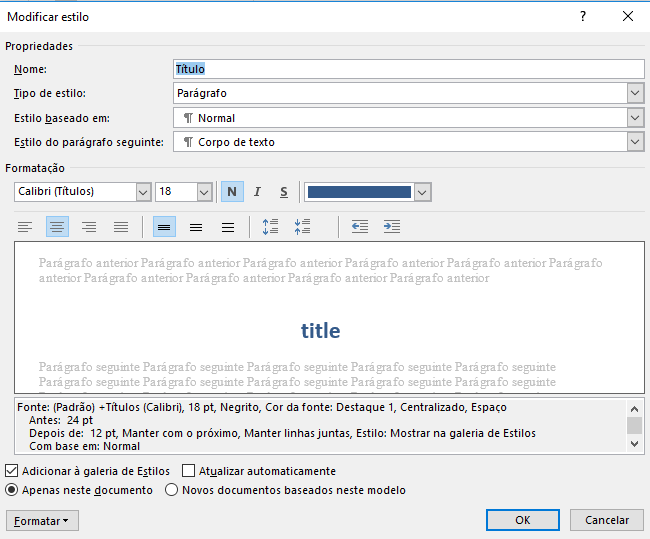 Modificar estilo
Propriedades
Nome: Título
Tipo de estilo: Parágrafo
Estilo baseado em: ¶ Normal
Estilo do parágrafo seguinte: ¶ Corpo de texto
Formatação
Calibri (Títulos) 18 N I S
Parágrafo anterior Parágrafo anterior Parágrafo anterior Parágrafo anterior Parágrafo anterior Parágrafo
anterior Parágrafo anterior Parágrafo anterior Parágrafo anterior Parágrafo anterior
title
Parágrafo seguinte Parágrafo seguinte Parágrafo seguinte Parágrafo seguinte Parágrafo seguinte
Parágrafo seguinte Parágrafo seguinte Parágrafo seguinte Parágrafo seguinte Parágrafo seguinte
Parágrafo seguinte Parágrafo seguinte Parágrafo seguinte Parágrafo seguinte Parágrafo seguinte
Fonte: (Padrão) +Títulos (Calibri), 18 pt, Negrito, Cor da fonte: Destaque 1, Centralizado, Espaço
Antes: 24 pt
Depois de: 12 pt, Manter com o próximo, Manter linhas juntas, Estilo: Mostrar na galeria de Estilos
Com base em: Normal
Adicionar à galeria de Estilos Atualizar automaticamente
Apenas neste documento Novos documentos baseados neste modelo
Formatar OK Cancelar